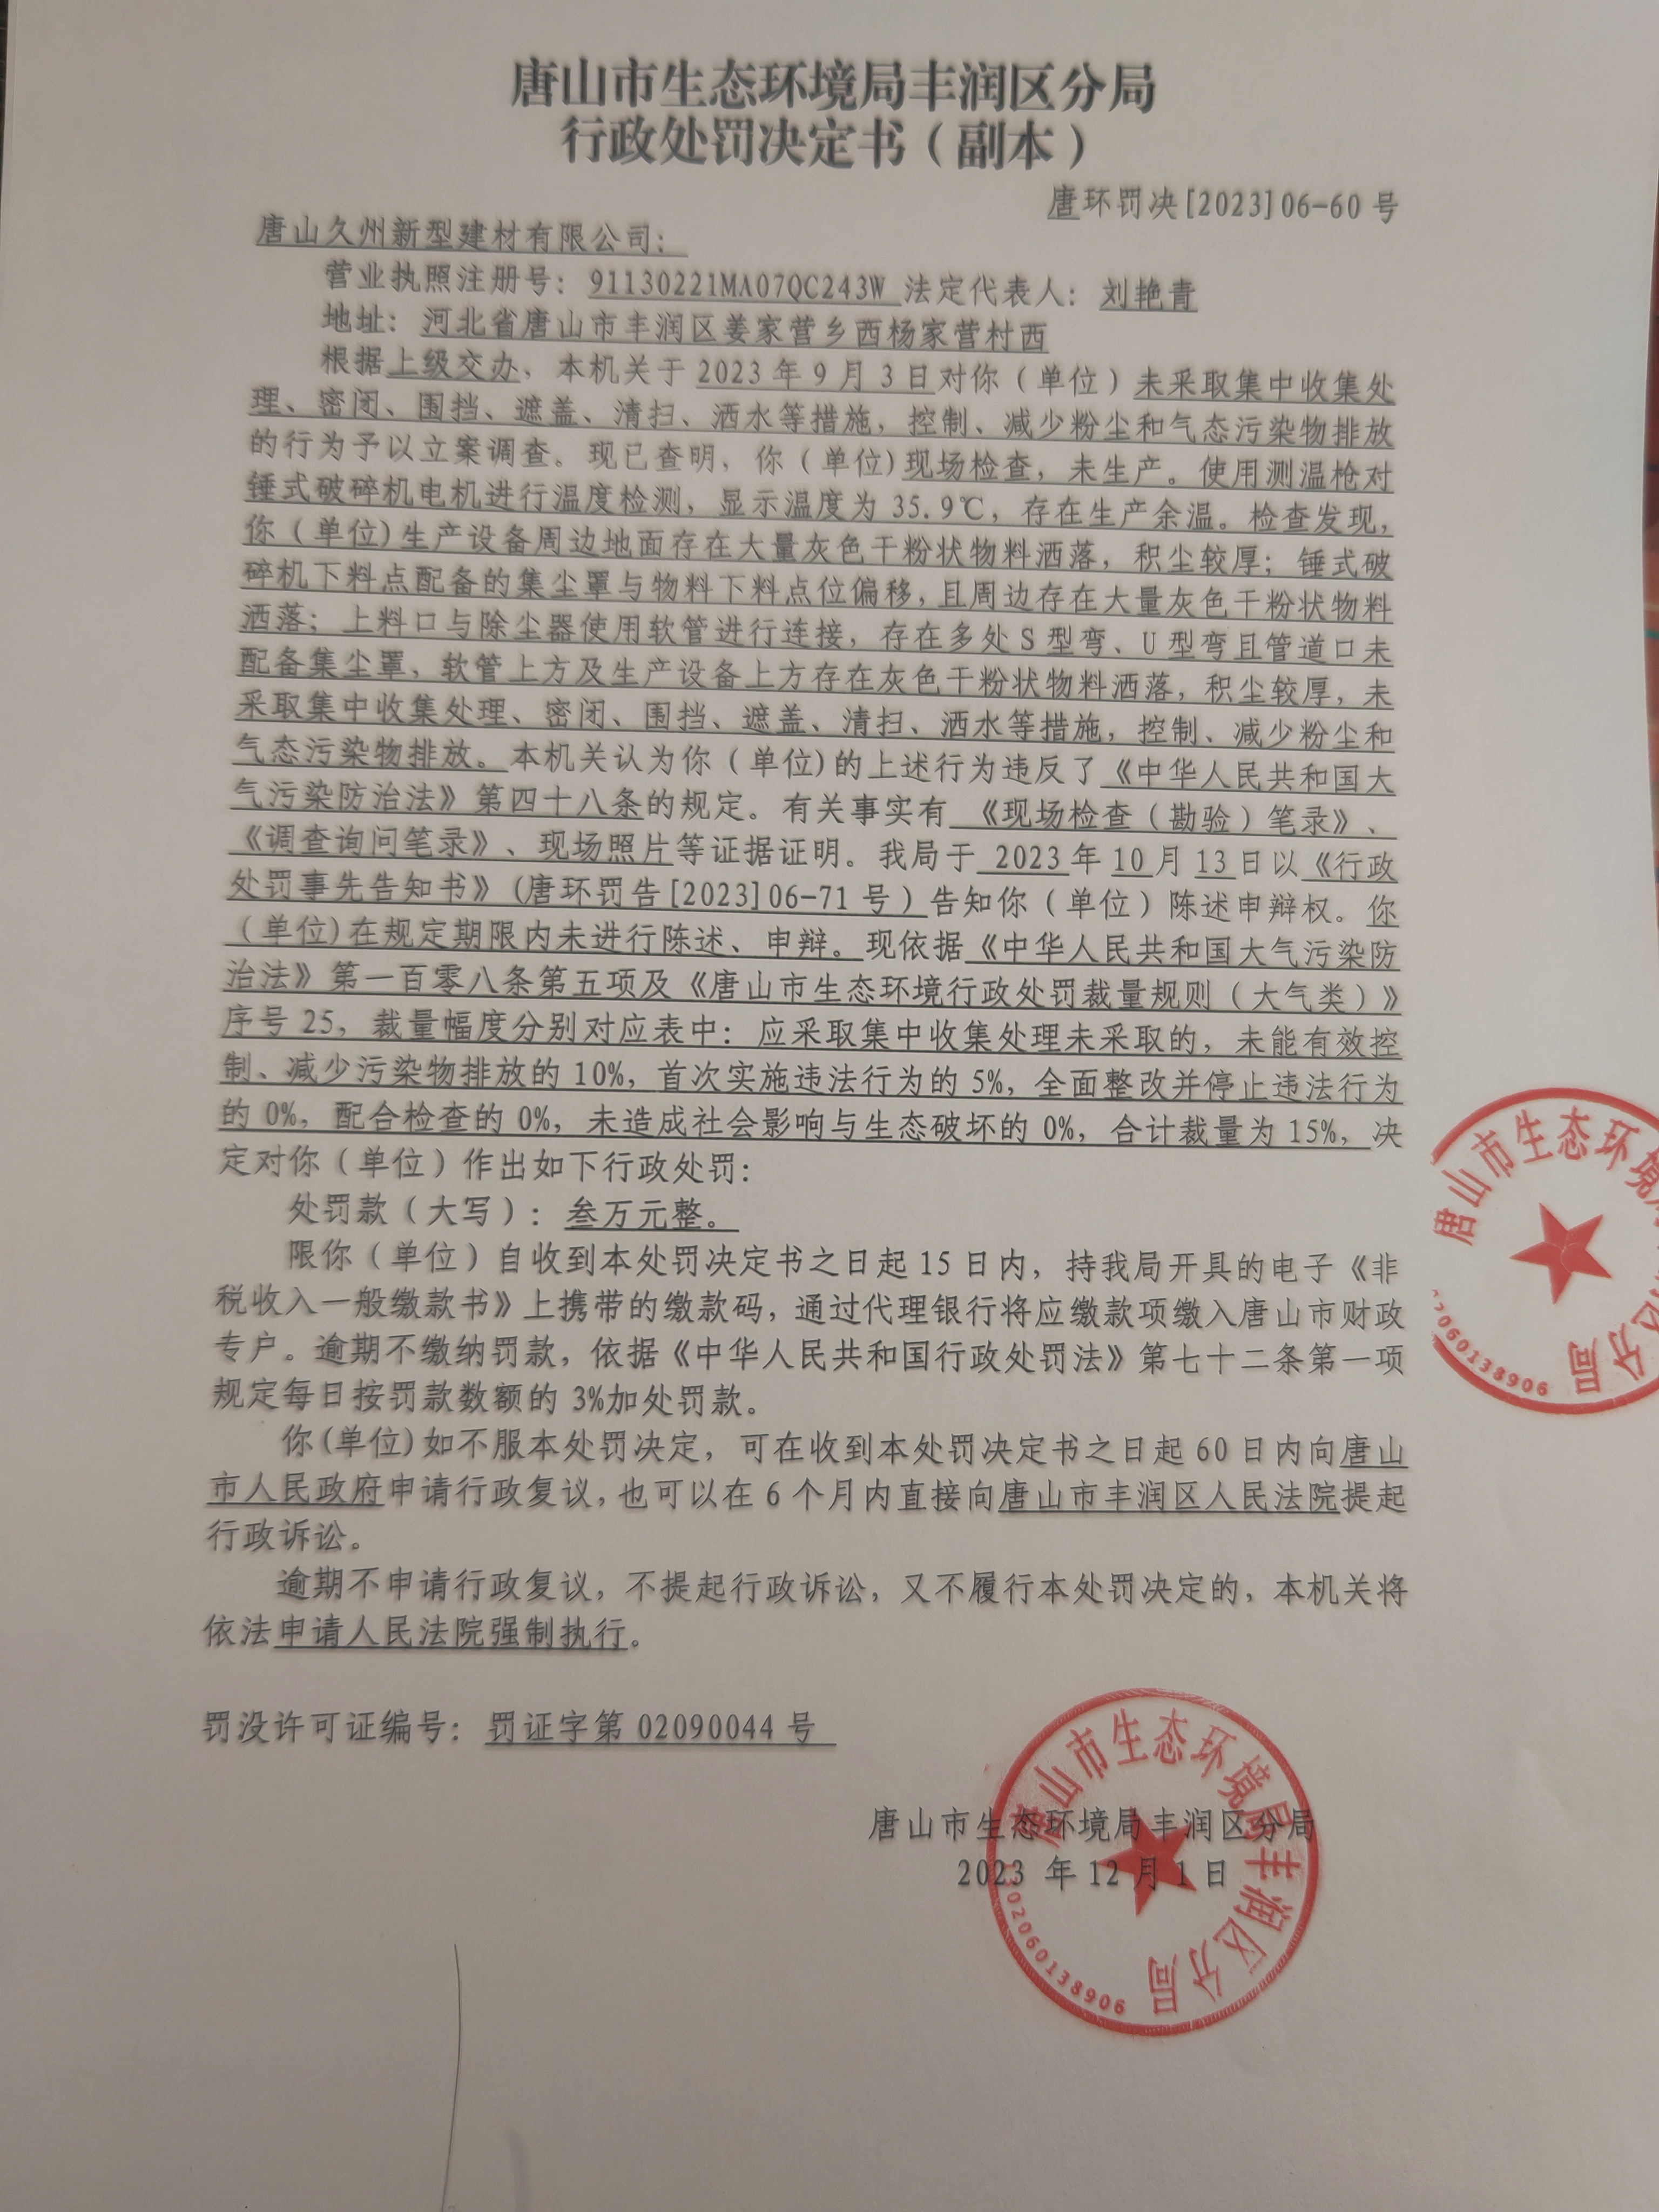 唐山市生态环境局丰润区分局
行政处罚决定书（副本）
唐环罚决[2023]06-60 号
唐山久州新型建材有限公司：
营业执照注册号：91130221MA07QC243W 法定代表人：刘艳青
地址：河北省唐山市丰润区姜家营乡西杨家营村西
根据上级交办，本机关于 2023 年 9 月 3 日对你（单位）未采取集中收集处
理、密闭、围挡、遮盖、清扫、洒水等措施，控制、减少粉尘和气态污染物排放
的行为予以立案调查。现已查明，你（单位)现场检查，未生产。使用测温枪对
锤式破碎机电机进行温度检测，显示温度为 35.9℃，存在生产余温。检查发现，
你（单位)生产设备周边地面存在大量灰色干粉状物料洒落，积尘较厚；锤式破
碎机下料点配备的集尘罩与物料下料点位偏移，且周边存在大量灰色干粉状物料
洒落；上料口与除尘器使用软管进行连接，存在多处 S 型弯、U 型弯且管道口未
配备集尘罩，软管上方及生产设备上方存在灰色干粉状物料洒落，积尘较厚，未
采取集中收集处理、密闭、围挡、遮盖、清扫、洒水等措施，控制、减少粉尘和
气态污染物排放。本机关认为你（单位)的上述行为违反了《中华人民共和国大
气污染防治法》第四十八条的规定。有关事实有 《现场检查（勘验）笔录》、
《调查询问笔录》、现场照片等证据证明。我局于 2023 年 10 月 13 日以《行政
处罚事先告知书》(唐环罚告[2023]06-71 号）告知你（单位）陈述申辩权。你
（单位)在规定期限内未进行陈述、申辩。现依据《中华人民共和国大气污染防
治法》第一百零八条第五项及《唐山市生态环境行政处罚裁量规则（大气类）》
序号 25，裁量幅度分别对应表中：应采取集中收集处理未采取的，未能有效控
制、减少污染物排放的 10%，首次实施违法行为的 5%，全面整改并停止违法行为
的 0%，配合检查的 0%，未造成社会影响与生态破坏的 0%，合计裁量为 15%，决
定对你（单位）作出如下行政处罚：
处罚款（大写）：叁万元整。
限你（单位）自收到本处罚决定书之日起 15 日内，持我局开具的电子《非
税收入一般缴款书》上携带的缴款码，通过代理银行将应缴款项缴入唐山市财政
专户。逾期不缴纳罚款，依据《中华人民共和国行政处罚法》第七十二条第一项
规定每日按罚款数额的 3%加处罚款。
你(单位)如不服本处罚决定，可在收到本处罚决定书之日起 60 日内向唐山
市人民政府申请行政复议，也可以在 6 个月内直接向唐山市丰润区人民法院提起
行政诉讼。
逾期不申请行政复议，不提起行政诉讼，又不履行本处罚决定的，本机关将
依法申请人民法院强制执行。
罚没许可证编号：罚证字第 02090044 号
唐山市生态环境局丰润区分局
2023 年 12 月 1 日
唐山市生态环境局丰润区分局
1302060138906
唐山市生态环境局
区分局
2060138906